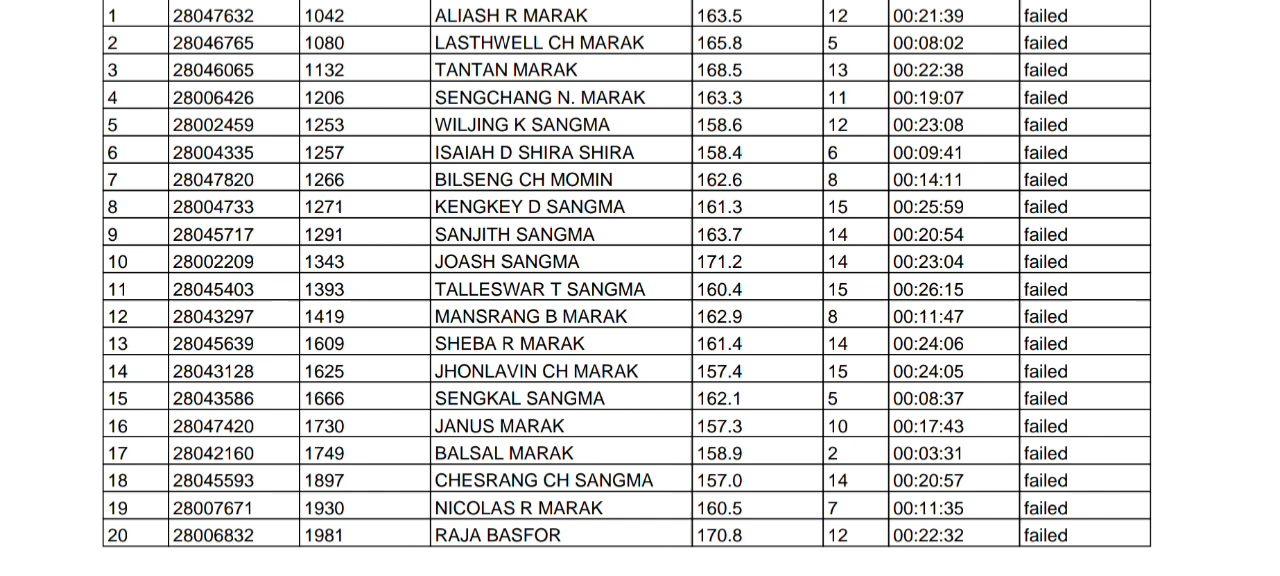 1 28047632 1042 ALIASH R MARAK 163.5 12 00:21:39 failed
2 28046765 1080 LASTHWELL CH MARAK 165.8 5 00:08:02 failed
3 28046065 1132 TANTAN MARAK 168.5 13 00:22:38 failed
4 28006426 1206 SENGCHANG N. MARAK 163.3 11 00:19:07 failed
5 28002459 1253 WILJING K SANGMA 158.6 12 00:23:08 failed
6 28004335 1257 ISAIAH D SHIRA SHIRA 158.4 6 00:09:41 failed
7 28047820 1266 BILSENG CH MOMIN 162.6 8 00:14:11 failed
8 28004733 1271 KENGKEY D SANGMA 161.3 15 00:25:59 failed
9 28045717 1291 SANJITH SANGMA 163.7 14 00:20:54 failed
10 28002209 1343 JOASH SANGMA 171.2 14 00:23:04 failed
11 28045403 1393 TALLESWAR T SANGMA 160.4 15 00:26:15 failed
12 28043297 1419 MANSRANG B MARAK 162.9 8 00:11:47 failed
13 28045639 1609 SHEBA R MARAK 161.4 14 00:24:06 failed
14 28043128 1625 JHONLAVIN CH MARAK 157.4 15 00:24:05 failed
15 28043586 1666 SENGKAL SANGMA 162.1 5 00:08:37 failed
16 28047420 1730 JANUS MARAK 157.3 10 00:17:43 failed
17 28042160 1749 BALSAL MARAK 158.9 2 00:03:31 failed
18 28045593 1897 CHESRANG CH SANGMA 157.0 14 00:20:57 failed
19 28007671 1930 NICOLAS R MARAK 160.5 7 00:11:35 failed
20 28006832 1981 RAJA BASFOR 170.8 12 00:22:32 failed